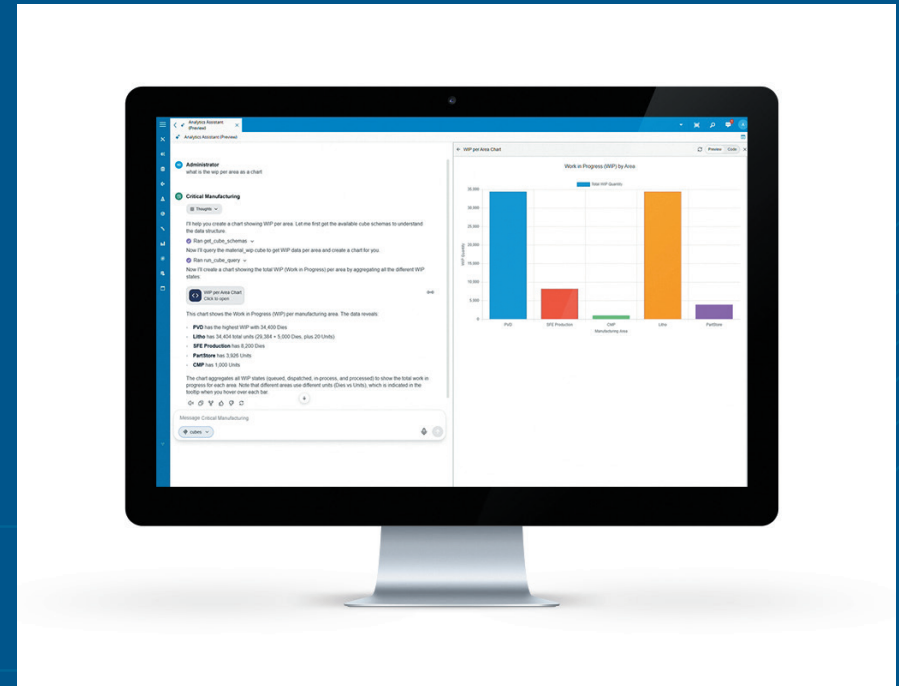 Analytics Assistant
(Preview)
Analytics Assistant (Preview)
Administrator
what is the wip per area as a chart
Critical Manufacturing
Thoughts
I'll help you create a chart showing WIP per area. Let me first get the available cube schemas to understand
the data structure.
Ran get_cube_schemas
Now I'll query the material_wip cube to get WIP data per area and create a chart for you.
Ran run_cube_query
Now I'll create a chart showing the total WIP (Work in Progress) per area by aggregating all the different WIP
states.
WIP per Area Chart
Click to open
This chart shows the Work in Progress (WIP) per manufacturing area. The data reveals:
PVD has the highest WIP with 34,400 Dies
Litho has 34,404 total units (29,384 + 5,000 Dies, plus 20 Units)
SFE Production has 8,200 Dies
PartStore has 3,926 Units
CMP has 1,000 Units
The chart aggregates all WIP states (queued, dispatched, in-process, and processed) to show the total work in
progress for each area. Note that different areas use different units (Dies vs Units), which is indicated in the
tooltip when you hover over each bar.
Message Critical Manufacturing
cubes
WIP per Area Chart
Preview
Code
Work in Progress (WIP) by Area
Total WIP Quantity
35,000
30,000
25,000
20,000
15,000
10,000
5,000
0
WIP Quantity
PVD
SFE Production
CMP
Litho
PartStore
Manufacturing Area